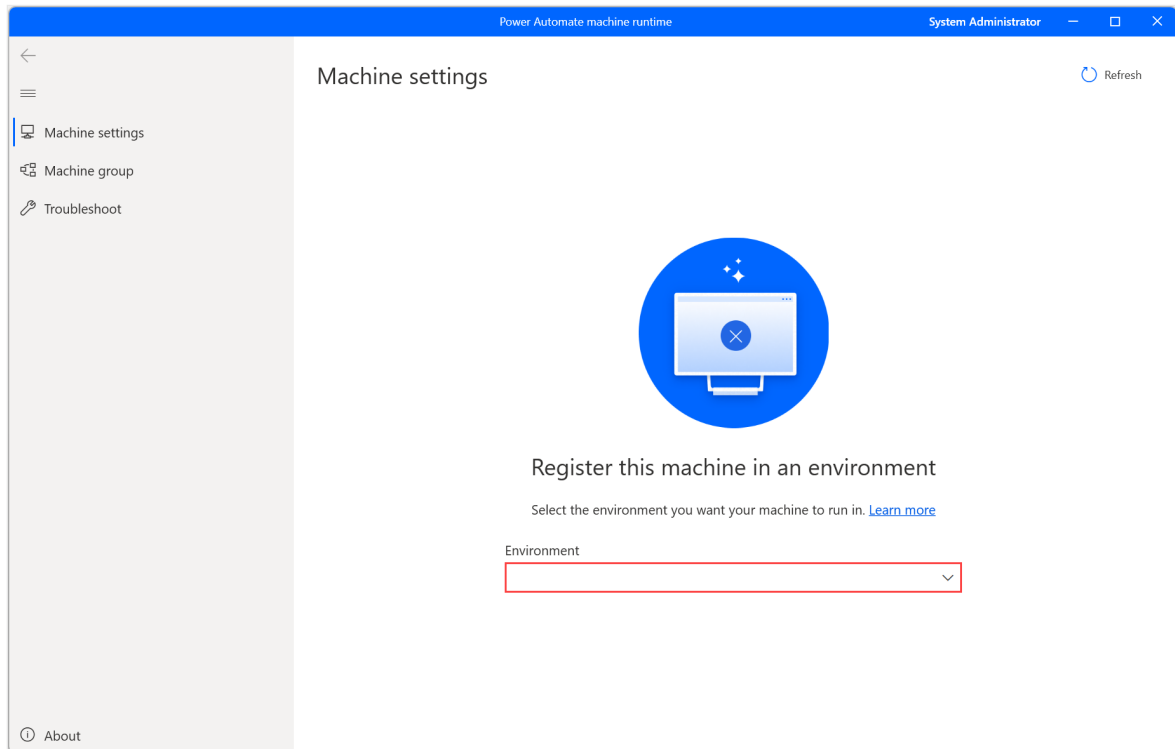 Power Automate machine runtime
System Administrator
Machine settings
Machine group
Troubleshoot
About
Machine settings
Refresh
Register this machine in an environment
Select the environment you want your machine to run in. Learn more
Environment